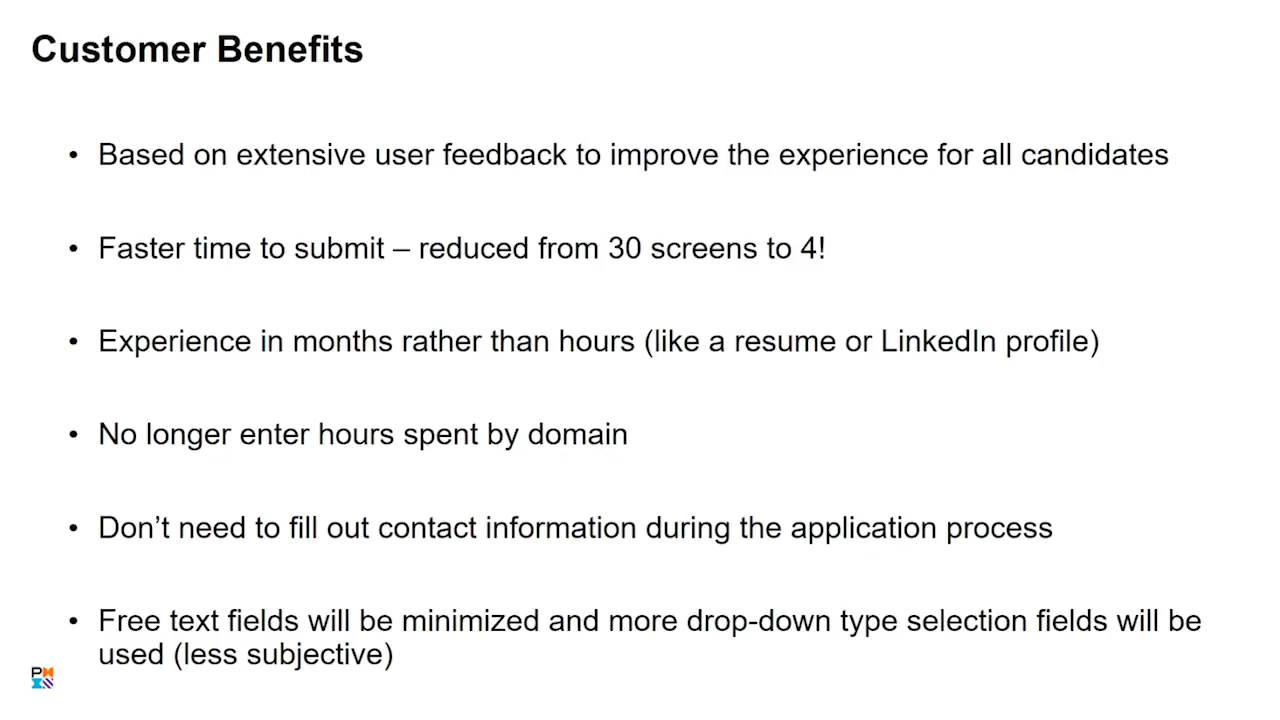 Customer Benefits
• Based on extensive user feedback to improve the experience for all candidates
• Faster time to submit – reduced from 30 screens to 4!
• Experience in months rather than hours (like a resume or LinkedIn profile)
• No longer enter hours spent by domain
• Don’t need to fill out contact information during the application process
• Free text fields will be minimized and more drop-down type selection fields will be
used (less subjective)